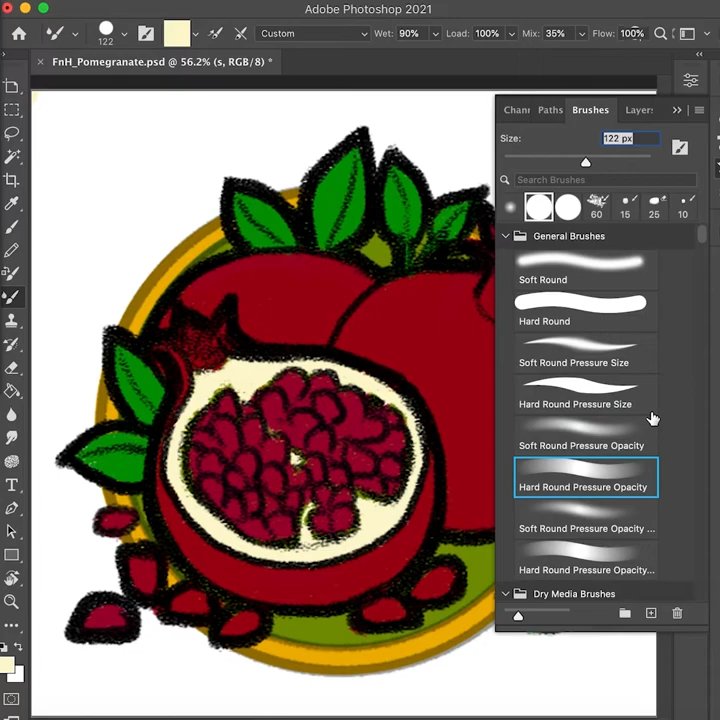 Adobe Photoshop 2021
122 Custom Wet: 90% Load: 100% Mix: 35% Flow: 100%
× FnH_Pomegranate.psd @ 56.2% (s, RGB/8) *
Chan Paths Brushes Layer
Size: 122 px
Search Brushes
60 15 25 10
General Brushes
Soft Round
Hard Round
Soft Round Pressure Size
Hard Round Pressure Size
Soft Round Pressure Opacity
Hard Round Pressure Opacity
Soft Round Pressure Opacity ...
Hard Round Pressure Opacity...
Dry Media Brushes